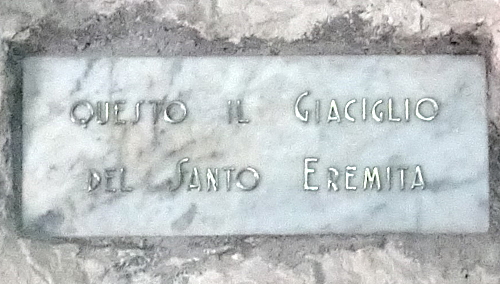 QUESTO IL GIACIGLIO
DEL SANTO EREMITA